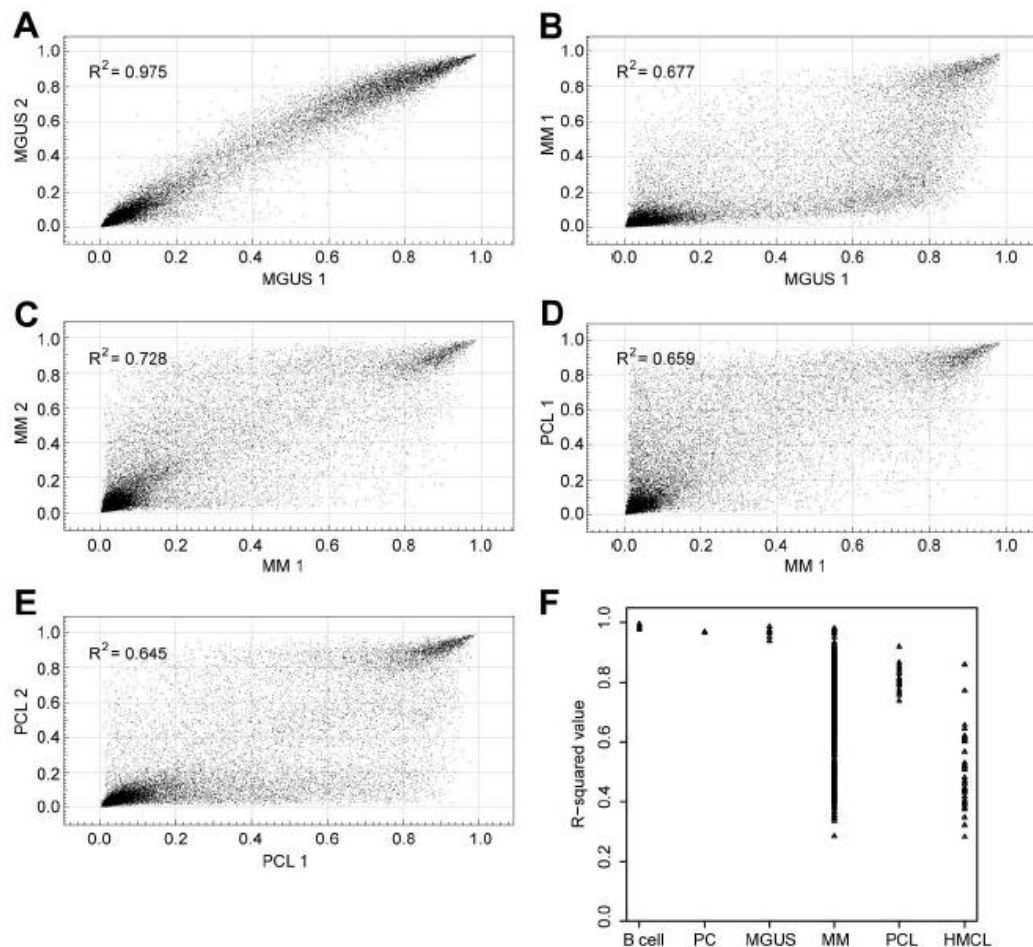 A
R² = 0.975
MGUS 2
1.0
0.8
0.6
0.4
0.2
0.0
0.0 0.2 0.4 0.6 0.8 1.0
MGUS 1
B
R² = 0.677
MM 1
1.0
0.8
0.6
0.4
0.2
0.0
0.0 0.2 0.4 0.6 0.8 1.0
MGUS 1
C
R² = 0.728
MM 2
1.0
0.8
0.6
0.4
0.2
0.0
0.0 0.2 0.4 0.6 0.8 1.0
MM 1
D
R² = 0.659
PCL 1
1.0
0.8
0.6
0.4
0.2
0.0
0.0 0.2 0.4 0.6 0.8 1.0
MM 1
E
R² = 0.645
PCL 2
1.0
0.8
0.6
0.4
0.2
0.0
0.0 0.2 0.4 0.6 0.8 1.0
PCL 1
F
R-squared value
1.0
0.8
0.6
0.4
0.2
0.0
B cell PC MGUS MM PCL HMCL